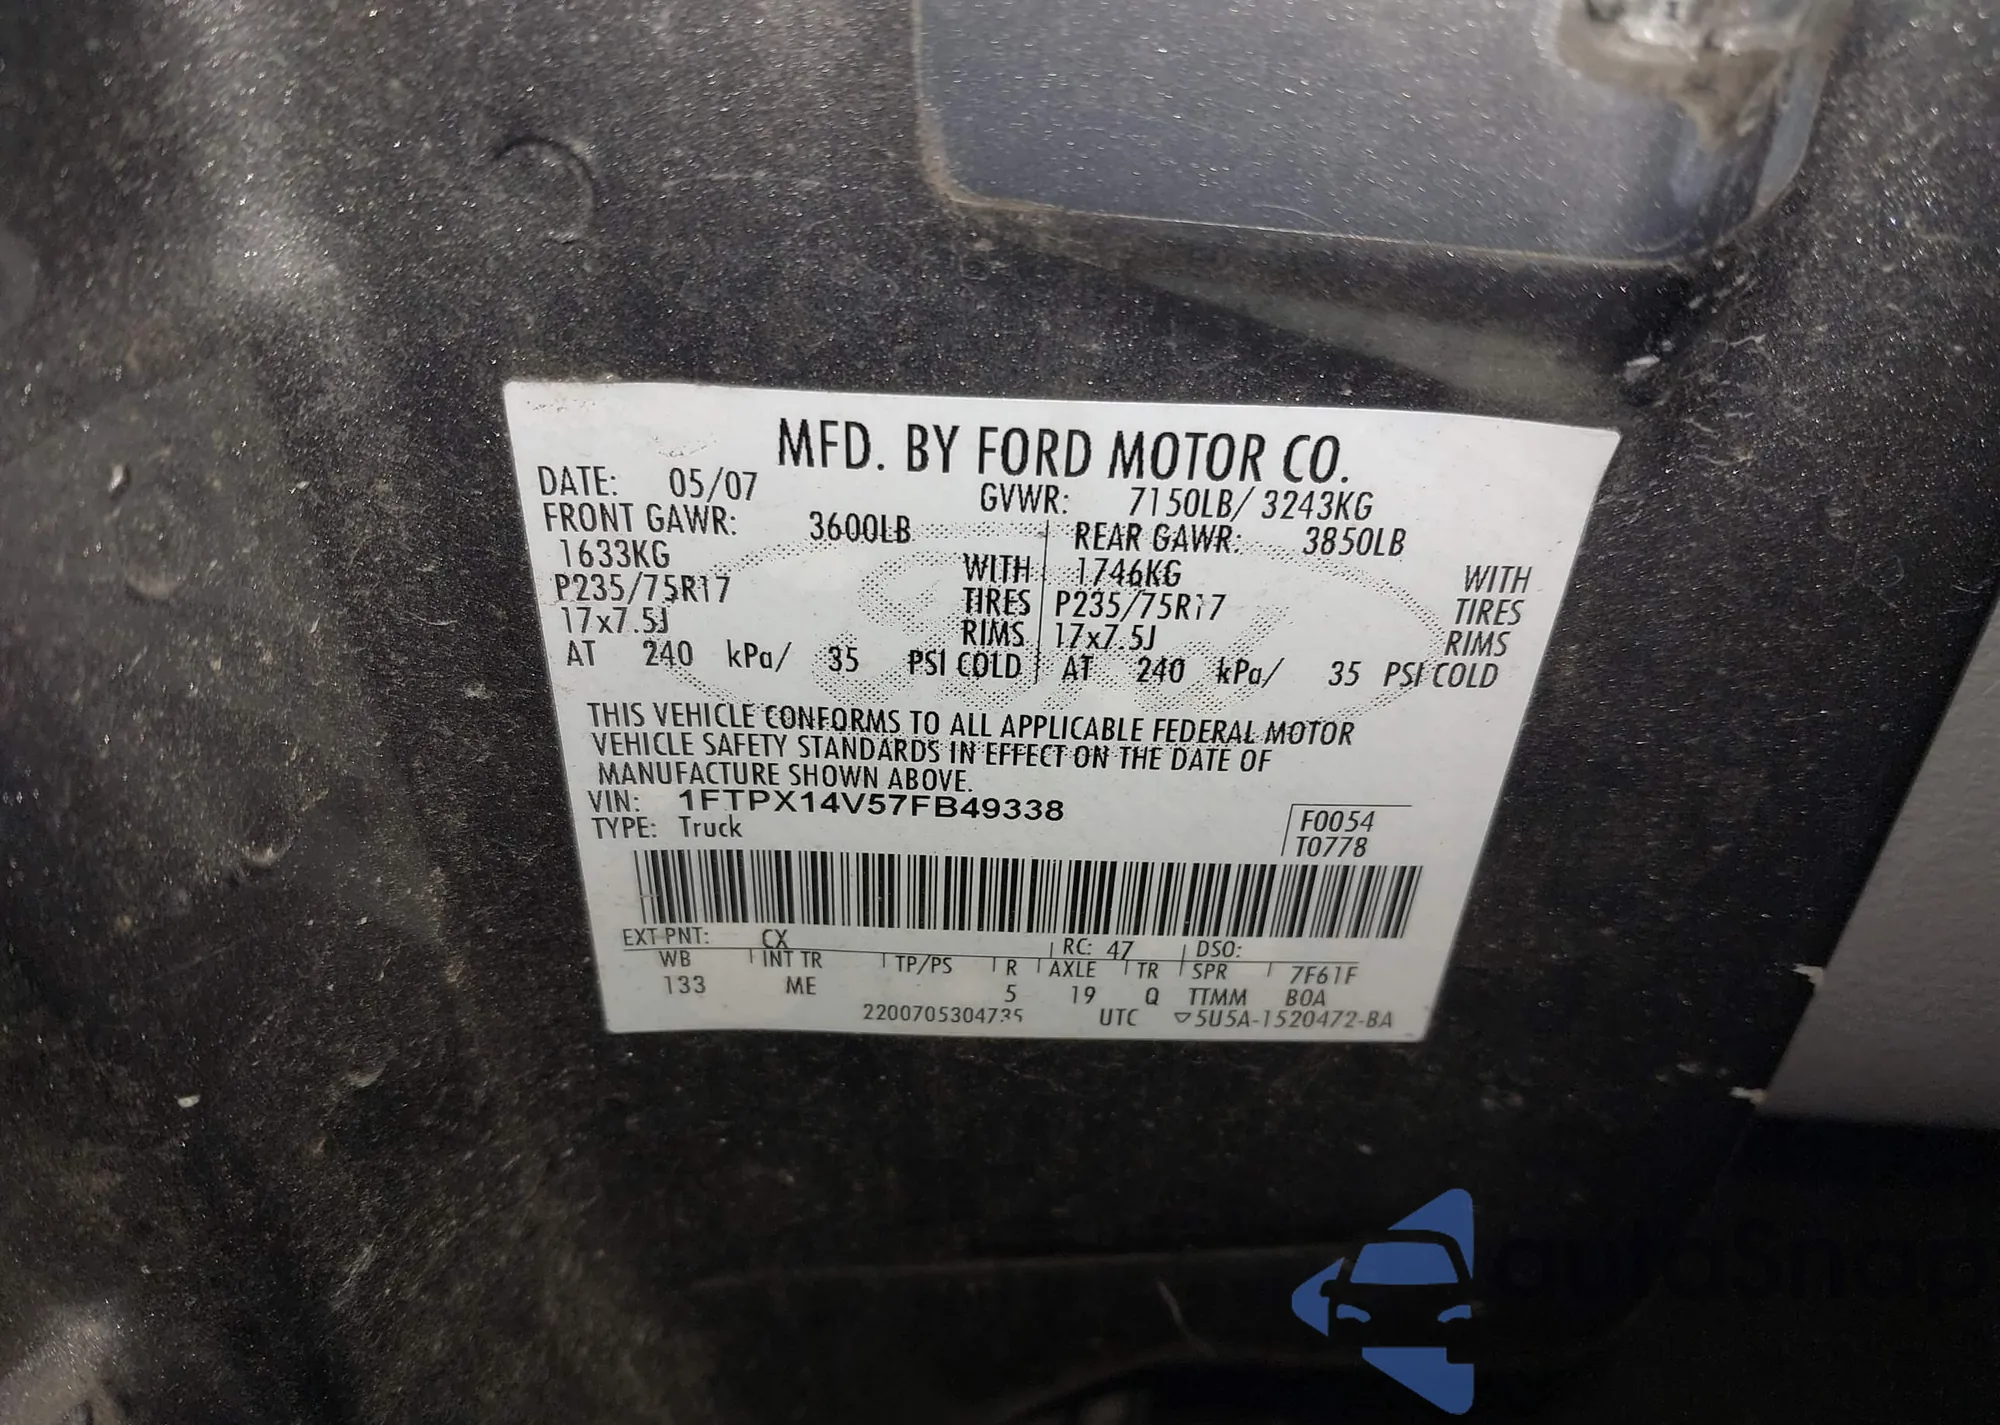 MFD. BY FORD MOTOR CO.
DATE: 05/07 GVWR: 7150LB/ 3243KG
FRONT GAWR: 3600LB REAR GAWR: 3850LB
1633KG WITH 1746KG WITH
P235/75R17 TIRES P235/75R17 TIRES
17x7.5J RIMS 17x7.5J RIMS
AT 240 kPa/ 35 PSI COLD AT 240 kPa/ 35 PSI COLD
THIS VEHICLE CONFORMS TO ALL APPLICABLE FEDERAL MOTOR
VEHICLE SAFETY STANDARDS IN EFFECT ON THE DATE OF
MANUFACTURE SHOWN ABOVE.
VIN: 1FTPX14V57FB49338 F0054
TYPE: Truck T0778
EXT PNT: CX RC: 47 DSO:
WB INT TR TP/PS R AXLE TR SPR 7F61F
133 ME 5 19 Q TTMM BOA
2200705304735 UTC ▽5U5A-1520472-BA
autoSnap